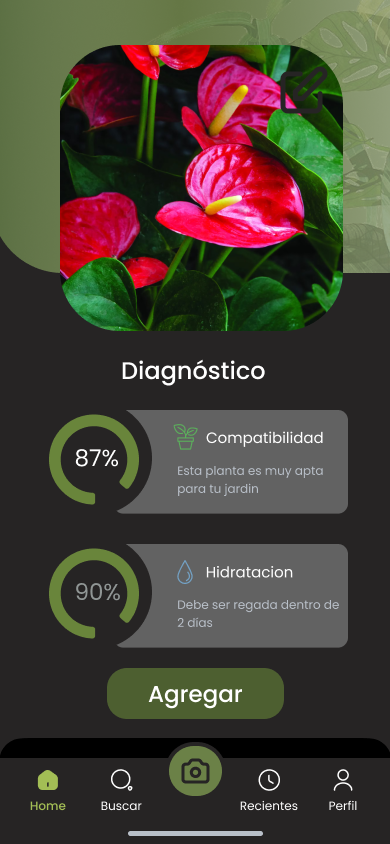 Diagnóstico
87%
Compatibilidad
Esta planta es muy apta
para tu jardin
90%
Hidratacion
Debe ser regada dentro de
2 días
Agregar
Home
Buscar
Recientes
Perfil